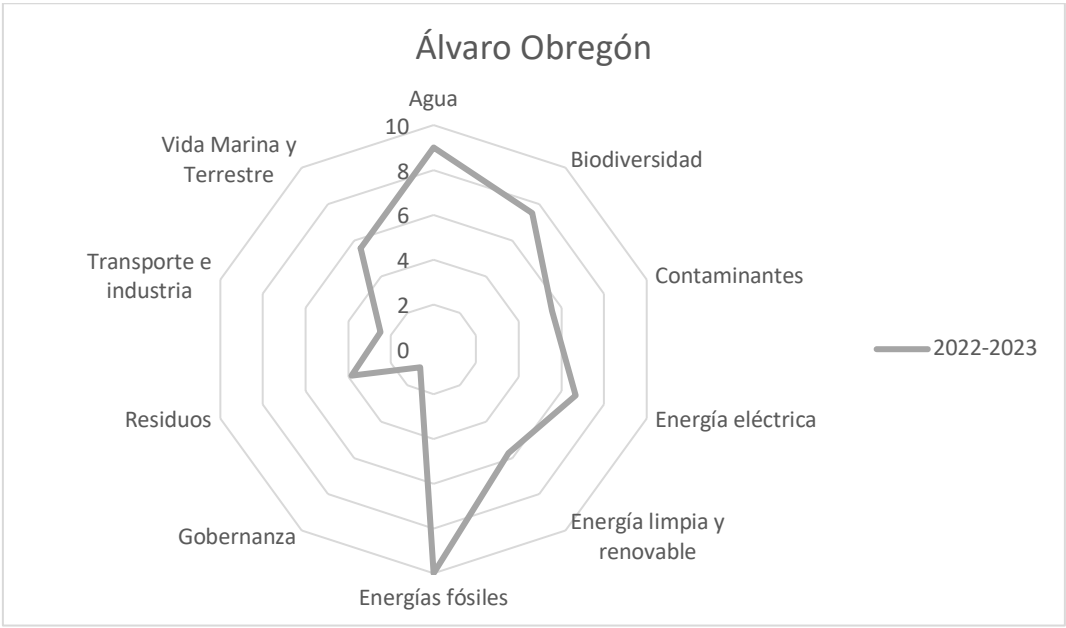 Álvaro Obregón
Agua
Biodiversidad
Contaminantes
Energía eléctrica
Energía limpia y
renovable
Energías fósiles
Gobernanza
Residuos
Transporte e
industria
Vida Marina y
Terrestre
10
8
6
4
2
0
2022-2023